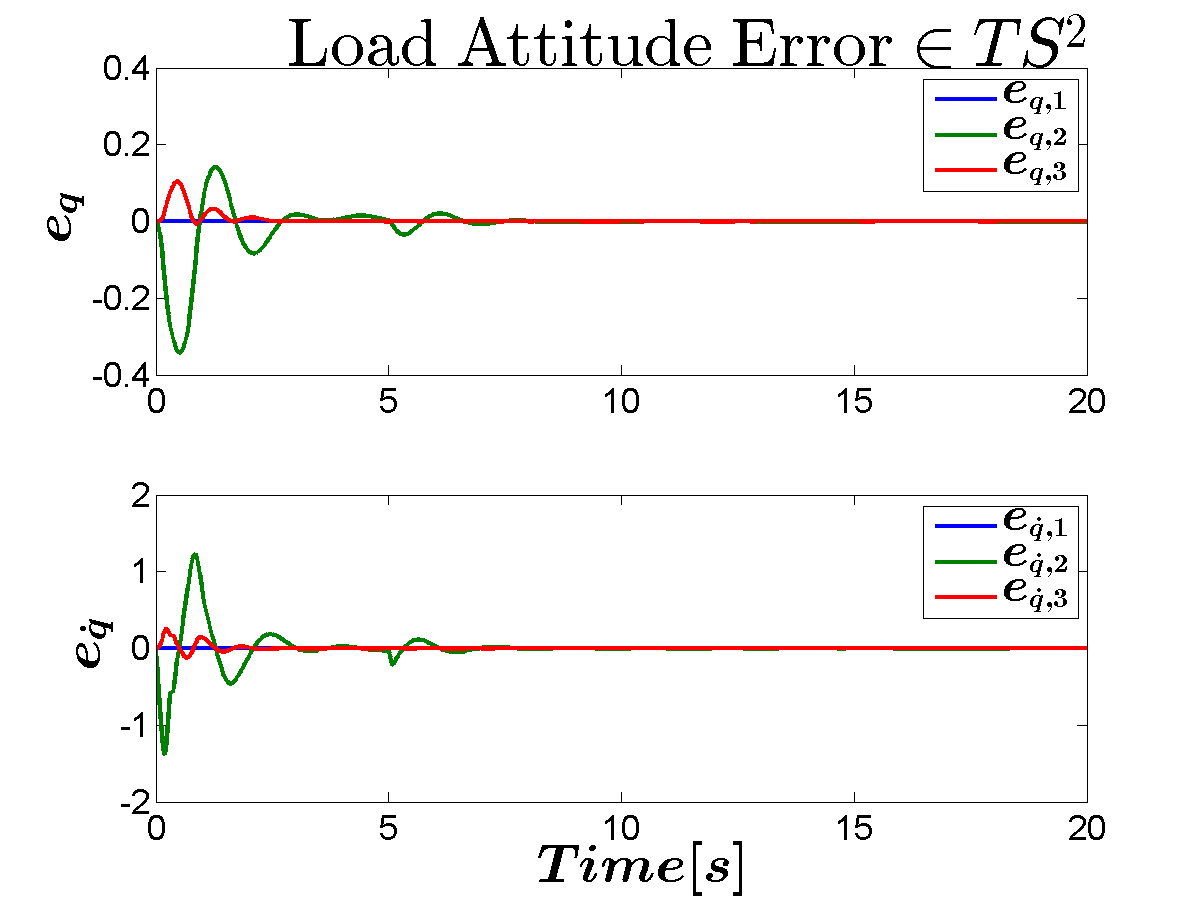 Load Attitude Error ∈ TS²
0.4
0.2
0
-0.2
-0.4
e_q
e_{q,1}
e_{q,2}
e_{q,3}
0 5 10 15 20
2
1
0
-1
-2
e_{q̇}
e_{q̇,1}
e_{q̇,2}
e_{q̇,3}
0 5 10 15 20
Time[s]